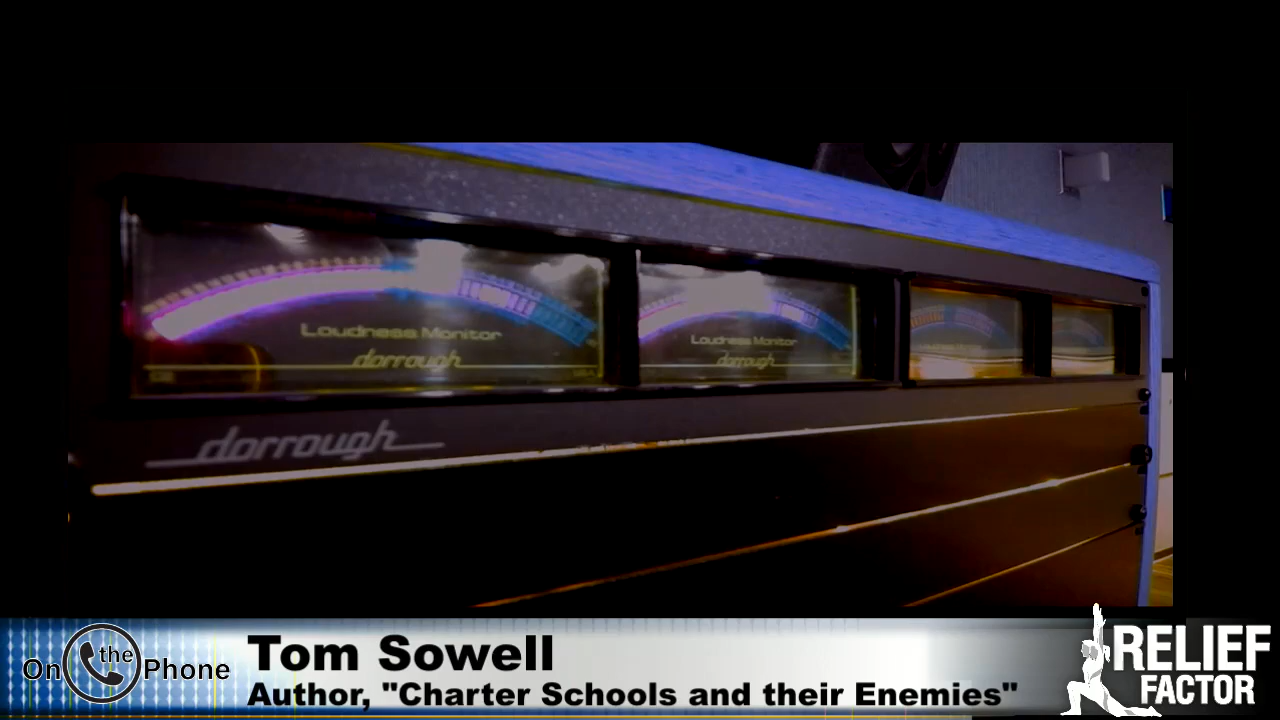 Loudness Monitor
dorrough
Loudness Monitor
dorrough
dorrough
On the Phone
Tom Sowell
Author, "Charter Schools and their Enemies"
RELIEF
FACTOR